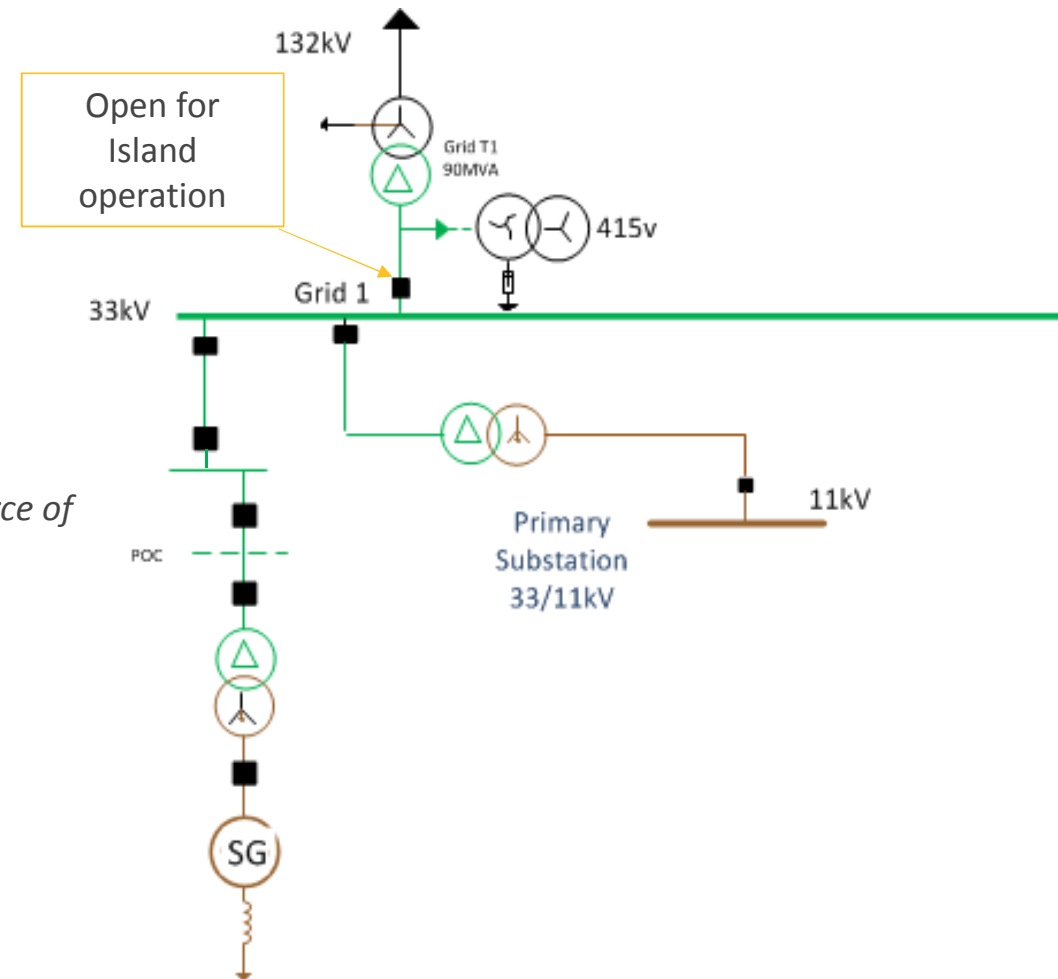 132kV
Open for
Island
operation
Grid T1
90MVA
415v
Grid 1
33kV
ce of
POC
11kV
Primary
Substation
33/11kV
SG